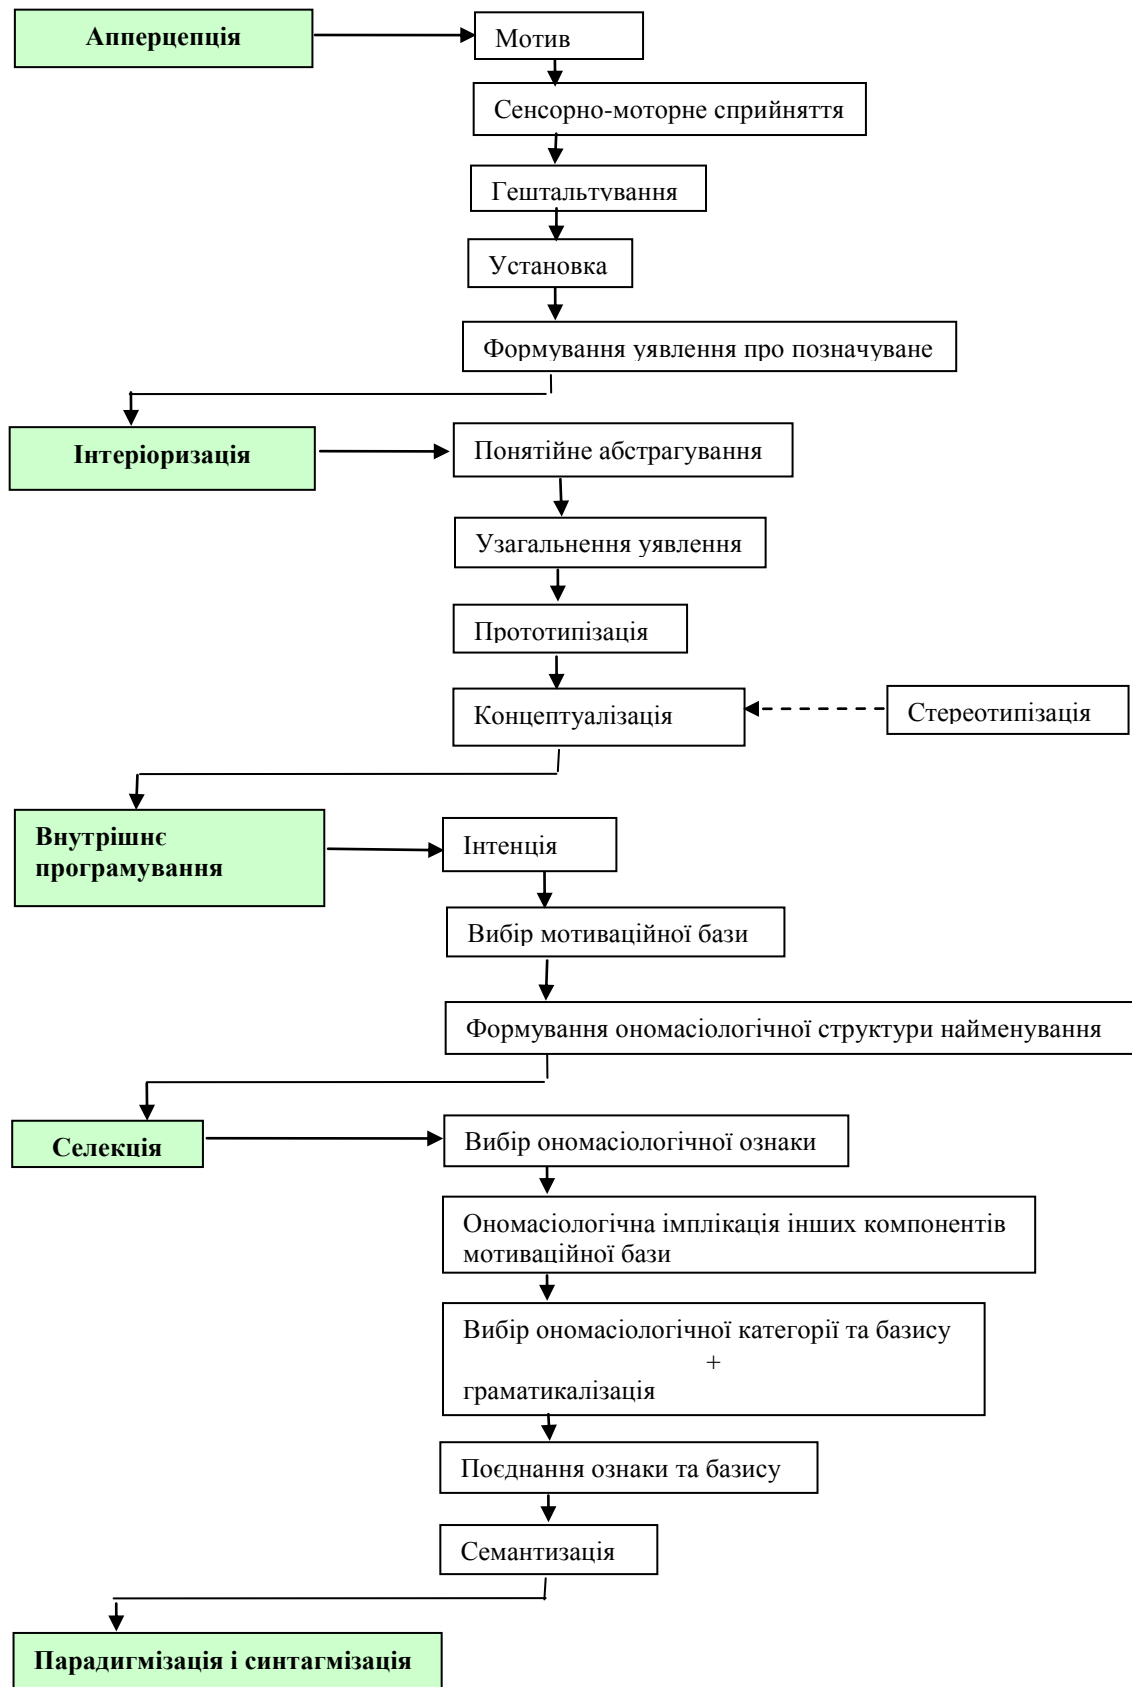 Апперцепція
Мотив
Сенсорно-моторне сприйняття
Гештальтування
Установка
Формування уявлення про позначуване
Інтеріоризація
Понятійне абстрагування
Узагальнення уявлення
Прототипізація
Концептуалізація
Стереотипізація
Внутрішнє
програмування
Інтенція
Вибір мотиваційної бази
Формування ономасіологічної структури найменування
Селекція
Вибір ономасіологічної ознаки
Ономасіологічна імплікація інших компонентів
мотиваційної бази
Вибір ономасіологічної категорії та базису
+
граматикалізація
Поєднання ознаки та базису
Семантизація
Парадигмізація і синтагмізація